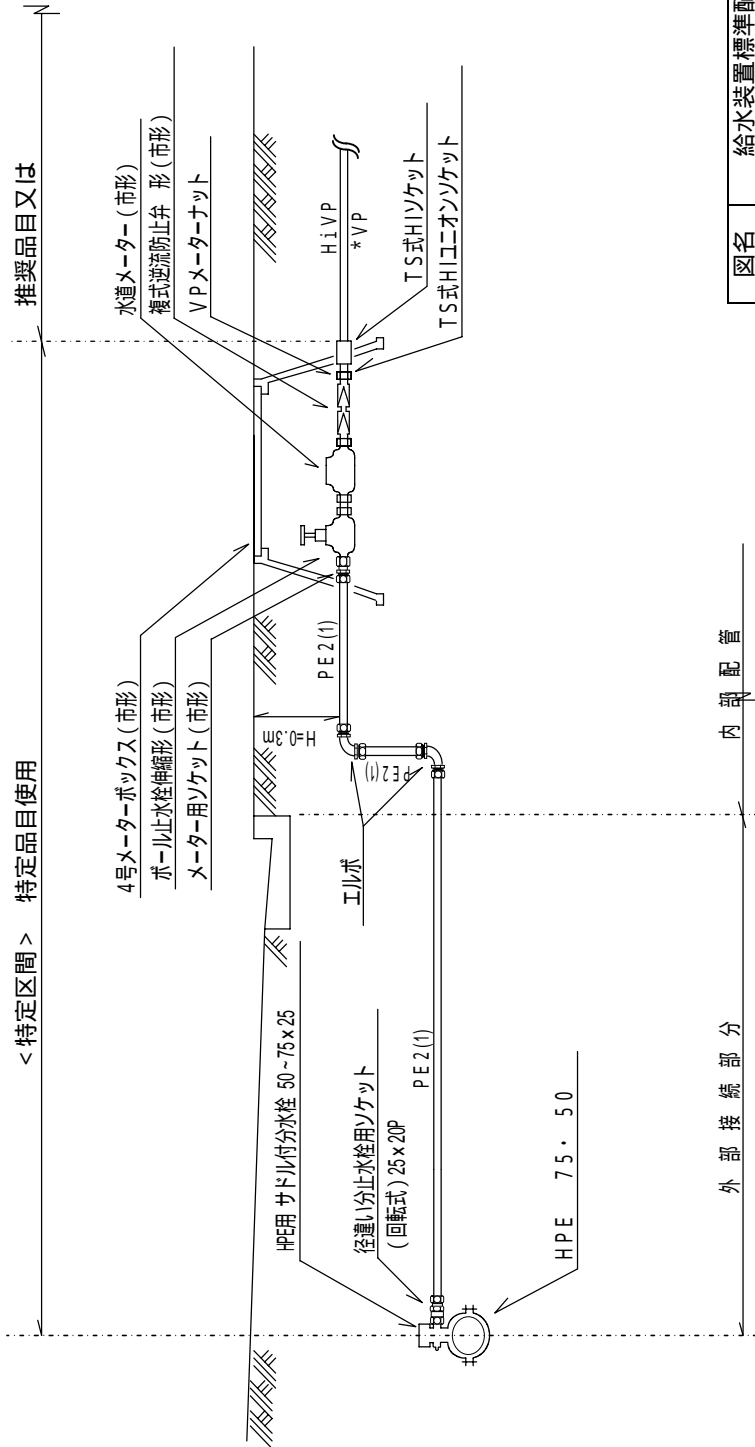 <特定区間> 特定品目使用
推奨品目又は
4号メーターボックス(市形)
ボール止水栓伸縮形(市形)
メーター用ソケット(市形)
水道メーター(市形)
複式逆流防止弁 形(市形)
VPメーターナット
HPE用 サドル付分水栓 50~75x25
径違い分止水栓用ソケット
(回転式)25x20P
エルボ
H=0.3m
PE2(1)
PE2(1)
PE2(1)
HiVP
*VP
TS式HIソケット
TS式HIユニオンソケット
HPE 75・50
外部接続部分
内部配管
図名
給水装置標準